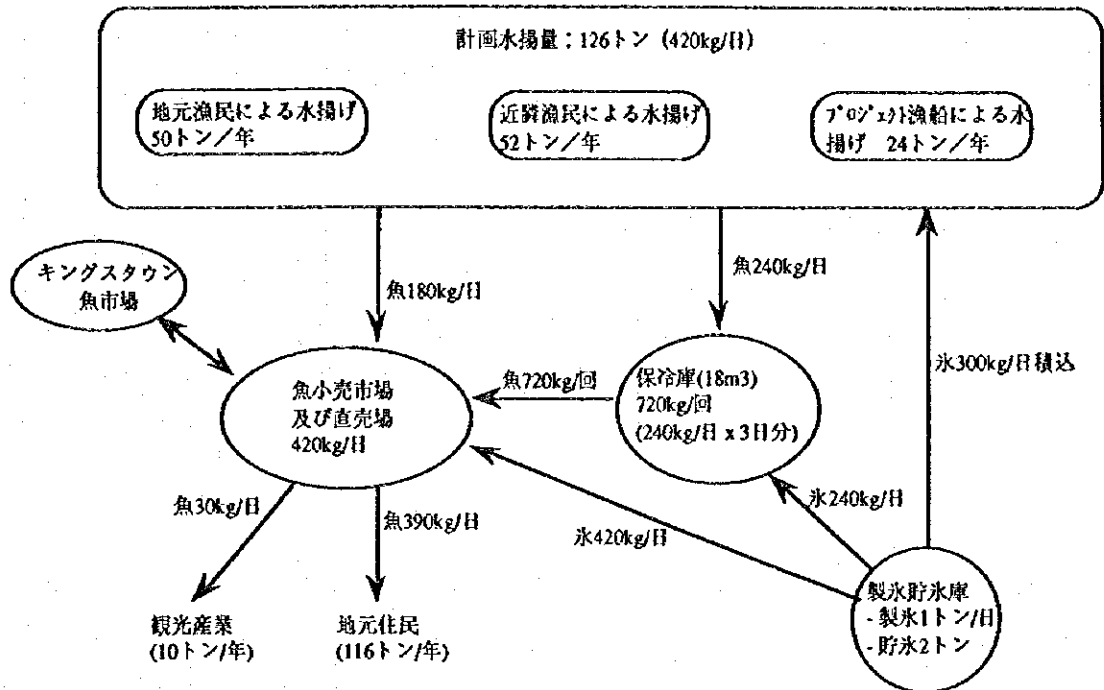 計画水揚量：126トン (420kg/日)
地元漁民による水揚げ
50トン／年
近隣漁民による水揚げ
52トン／年
プロジェクト漁船による水
揚げ 24トン／年
キングスタウン
魚市場
魚180kg/日
魚240kg/日
氷300kg/日積込
魚小売市場
及び直売場
420kg/日
魚720kg/回
保冷庫(18m3)
720kg/回
(240kg/日 x 3日分)
魚30kg/日
魚390kg/日
氷420kg/日
氷240kg/日
製氷貯氷庫
- 製氷1トン/日
- 貯氷2トン
観光産業
(10トン/年)
地元住民
(116トン/年)